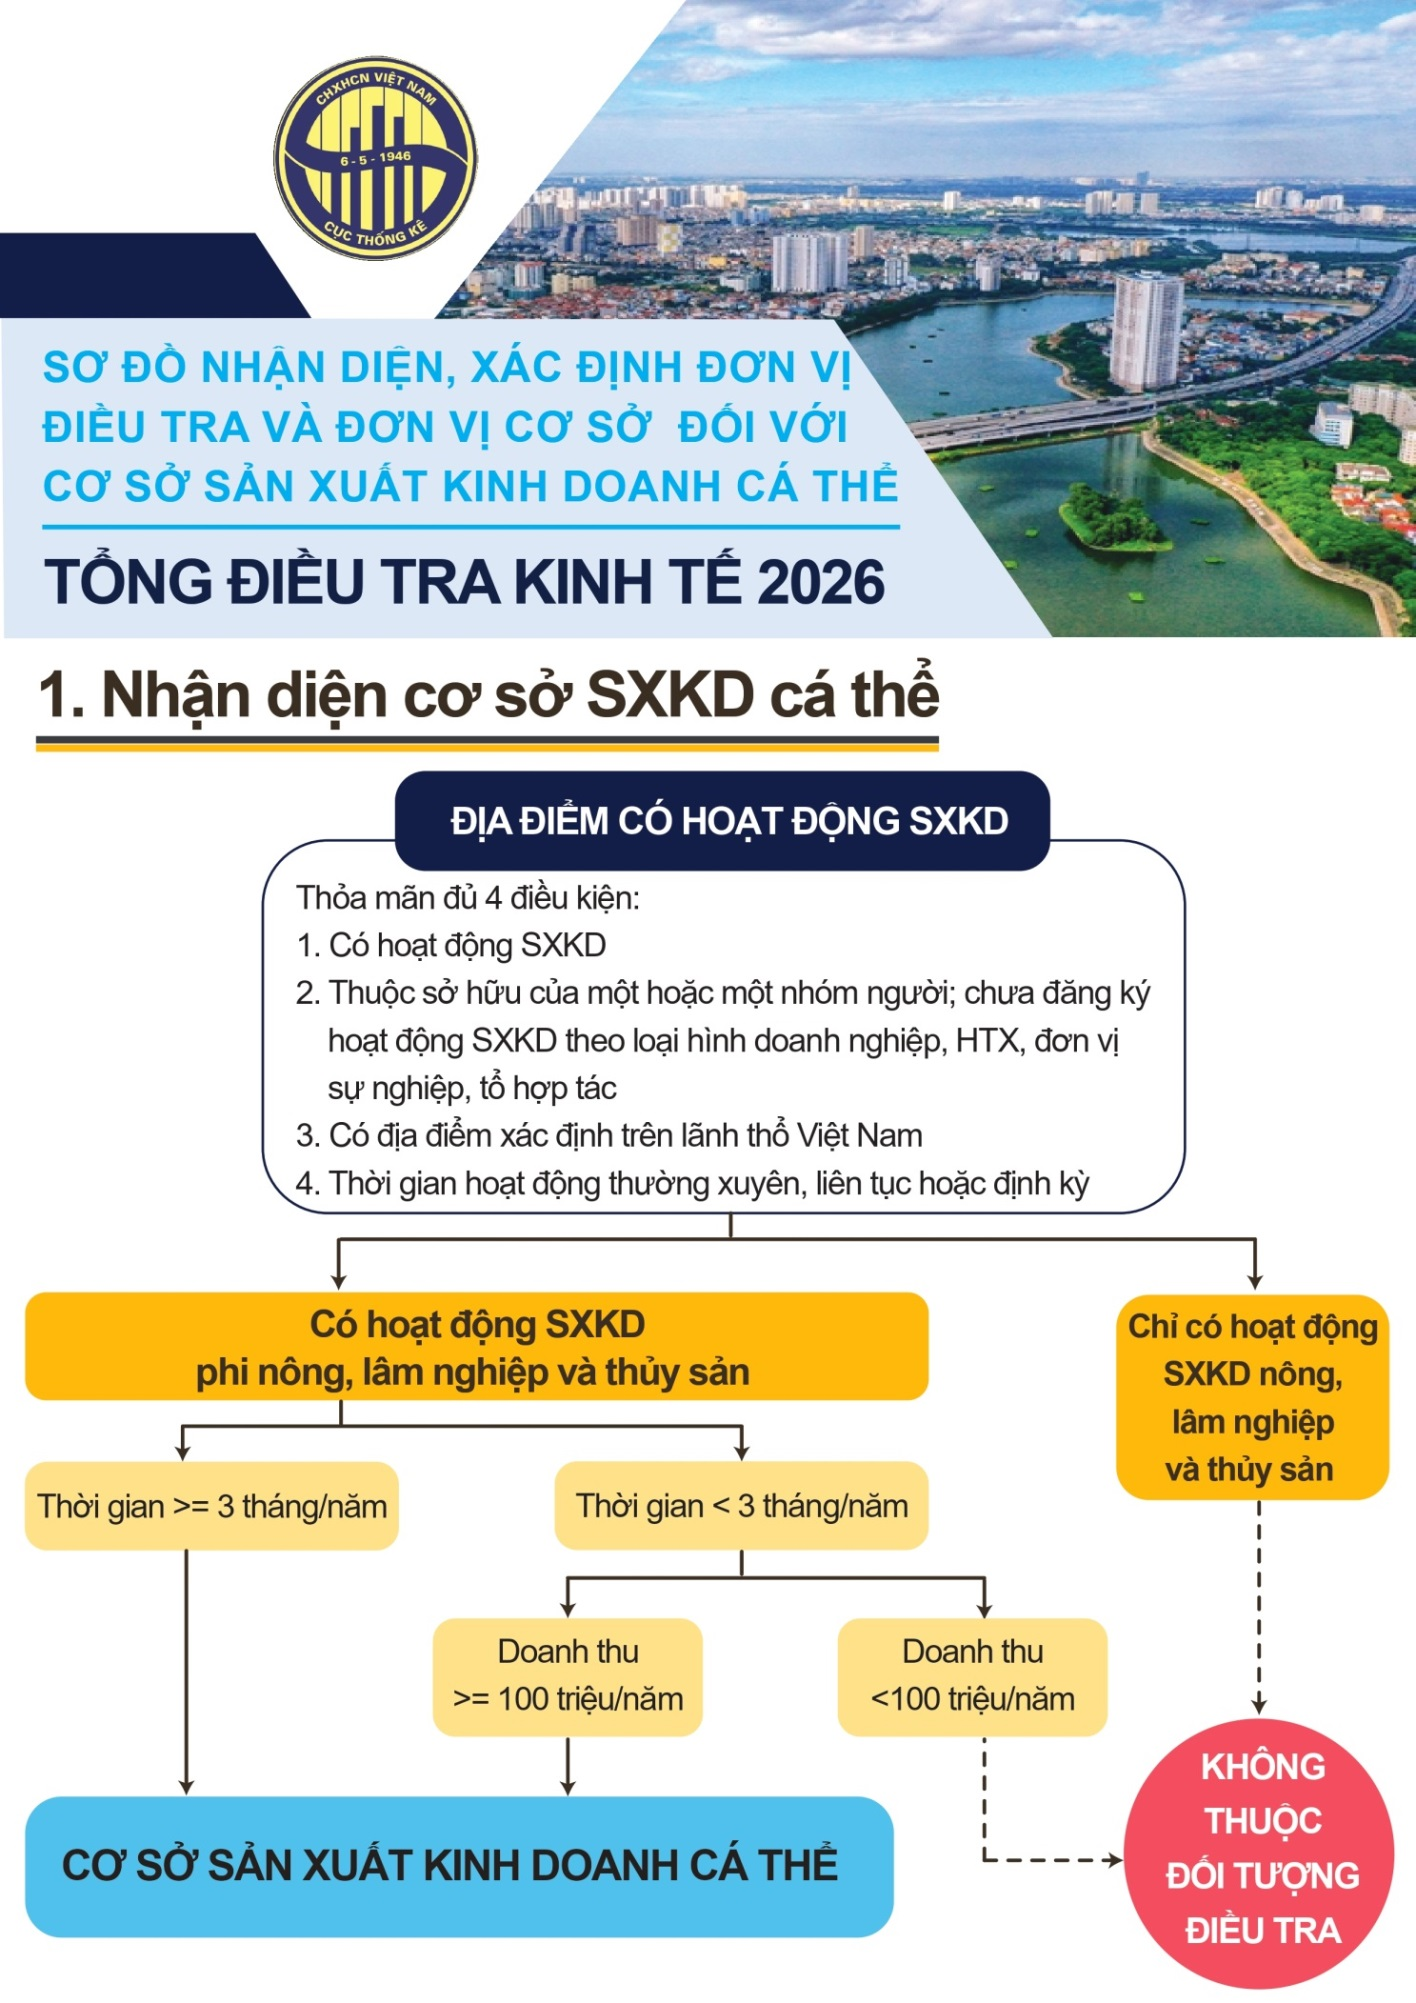 CHXHCN VIỆT NAM
6 - 5 - 1946
CỤC THỐNG KÊ
SƠ ĐỒ NHẬN DIỆN, XÁC ĐỊNH ĐƠN VỊ
ĐIỀU TRA VÀ ĐƠN VỊ CƠ SỞ ĐỐI VỚI
CƠ SỞ SẢN XUẤT KINH DOANH CÁ THỂ
TỔNG ĐIỀU TRA KINH TẾ 2026
1. Nhận diện cơ sở SXKD cá thể
ĐỊA ĐIỂM CÓ HOẠT ĐỘNG SXKD
Thỏa mãn đủ 4 điều kiện:
1. Có hoạt động SXKD
2. Thuộc sở hữu của một hoặc một nhóm người; chưa đăng ký
hoạt động SXKD theo loại hình doanh nghiệp, HTX, đơn vị
sự nghiệp, tổ hợp tác
3. Có địa điểm xác định trên lãnh thổ Việt Nam
4. Thời gian hoạt động thường xuyên, liên tục hoặc định kỳ
Có hoạt động SXKD
phi nông, lâm nghiệp và thủy sản
Chỉ có hoạt động
SXKD nông,
lâm nghiệp
và thủy sản
Thời gian >= 3 tháng/năm
Thời gian < 3 tháng/năm
Doanh thu
>= 100 triệu/năm
Doanh thu
<100 triệu/năm
CƠ SỞ SẢN XUẤT KINH DOANH CÁ THỂ
KHÔNG
THUỘC
ĐỐI TƯỢNG
ĐIỀU TRA